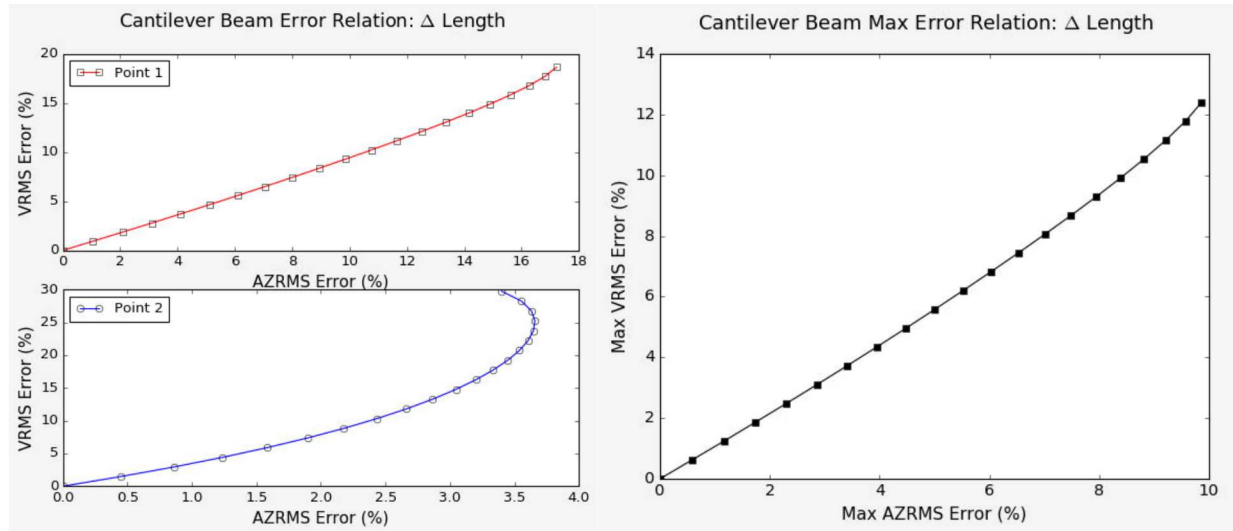 Cantilever Beam Error Relation: Δ Length
20
15
10
5
0
VRMS Error (%)
Point 1
0 2 4 6 8 10 12 14 16 18
AZRMS Error (%)
30
25
20
15
10
5
0
VRMS Error (%)
Point 2
0.0 0.5 1.0 1.5 2.0 2.5 3.0 3.5 4.0
AZRMS Error (%)
Cantilever Beam Max Error Relation: Δ Length
14
12
10
8
6
4
2
0
Max VRMS Error (%)
0 2 4 6 8 10
Max AZRMS Error (%)